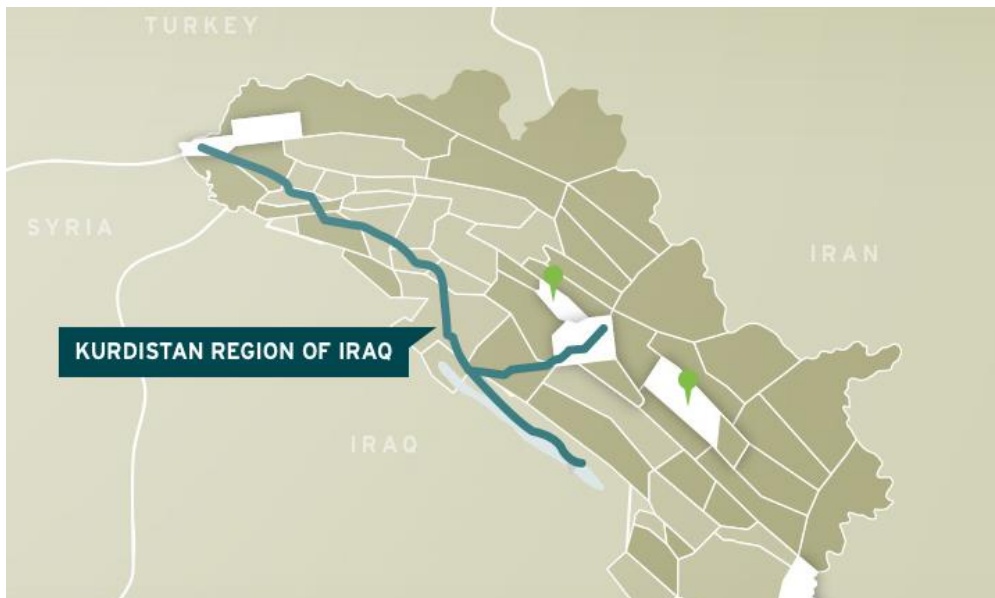 TURKEY
SYRIA
IRAN
KURDISTAN REGION OF IRAQ
IRAQ